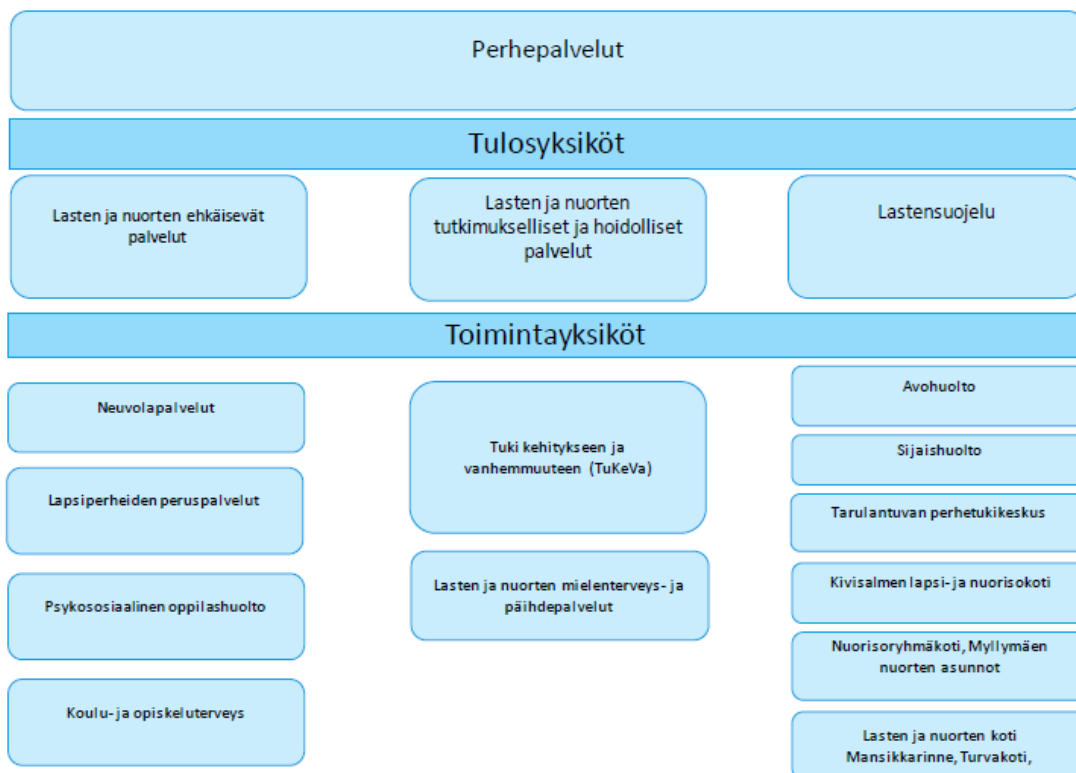 Perhepalvelut
Tulosyksiköt
Lasten ja nuorten ehkäisevät
palvelut
Lasten ja nuorten
tutkimukselliset ja hoidolliset
palvelut
Lastensuojelu
Toimintayksiköt
Neuvolapalvelut
Lapsiperheiden peruspalvelut
Psykososiaalinen oppilashuolto
Koulu- ja opiskeluterveys
Tuki kehitykseen ja
vanhemmuuteen (TuKeVa)
Lasten ja nuorten mielenterveys- ja
päihdepalvelut
Avohuolto
Sijaishuolto
Tarulantuvan perhetukikeskus
Kivisalmen lapsi- ja nuorisokoti
Nuorisoryhmäkoti, Myllymäen
nuorten asunnot
Lasten ja nuorten koti
Mansikkarinne, Turvakoti,